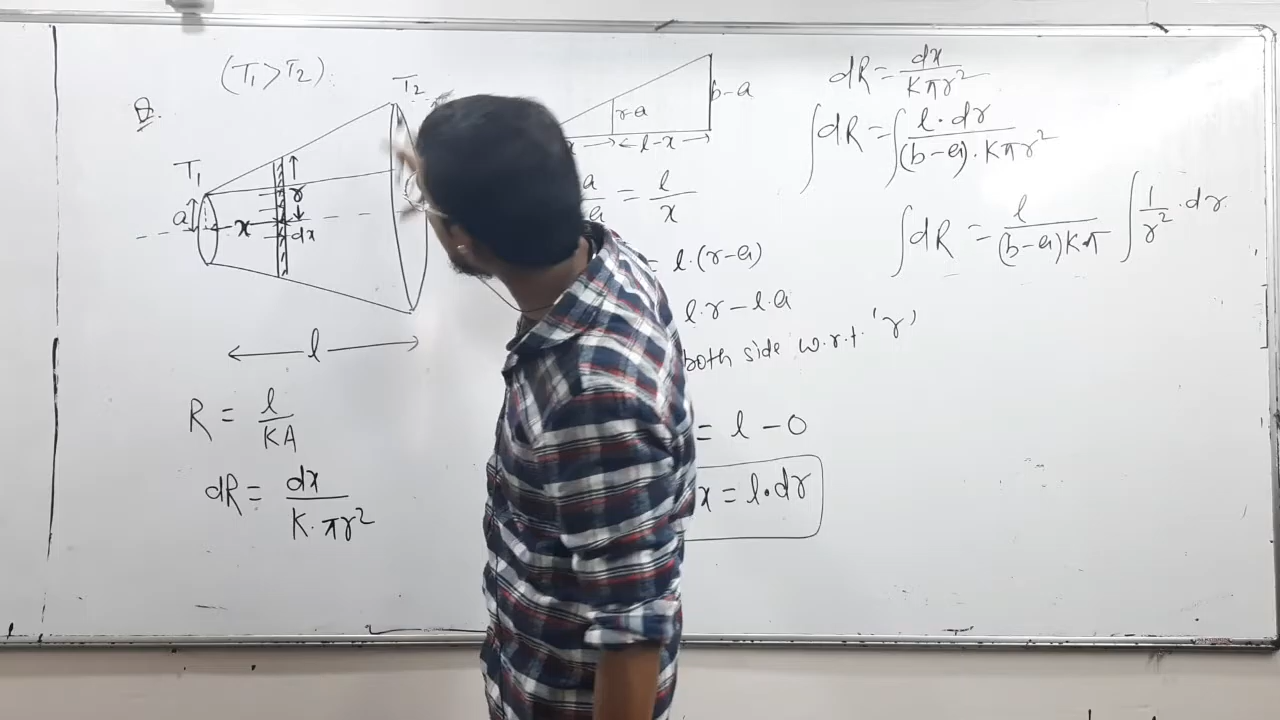 (T₁ > T₂)
Q.
T₂
T₁
a
x
r
dx
l
R = l/KA
dR = dx/K·πr²
r-a
b-a
x
l-x
a/a = l/x
= l·(r-a)
l·r - l·a
both side w.r.t. 'r'
= l - 0
x = l·dr
dR = dx/Kπr²
∫dR = ∫ l·dr/(b-a)·Kπr²
∫dR = l/(b-a)Kπ ∫ 1/r² · dr